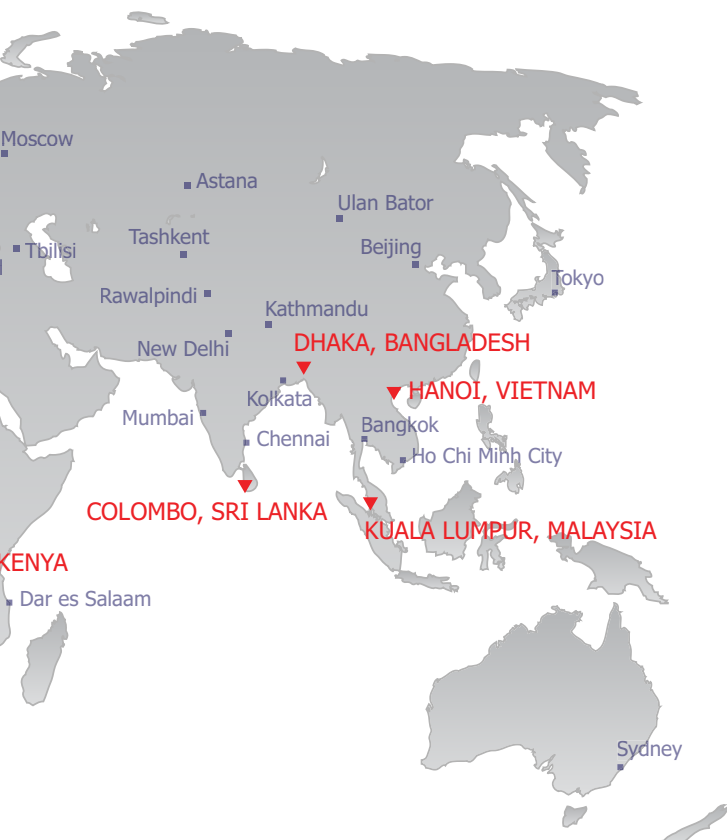 Moscow
Astana
Ulan Bator
Tashkent
Beijing
Tbilisi
Tokyo
Rawalpindi
Kathmandu
DHAKA, BANGLADESH
New Delhi
HANOI, VIETNAM
Kolkata
Mumbai
Bangkok
Chennai
Ho Chi Minh City
COLOMBO, SRI LANKA
KUALA LUMPUR, MALAYSIA
KENYA
Dar es Salaam
Sydney